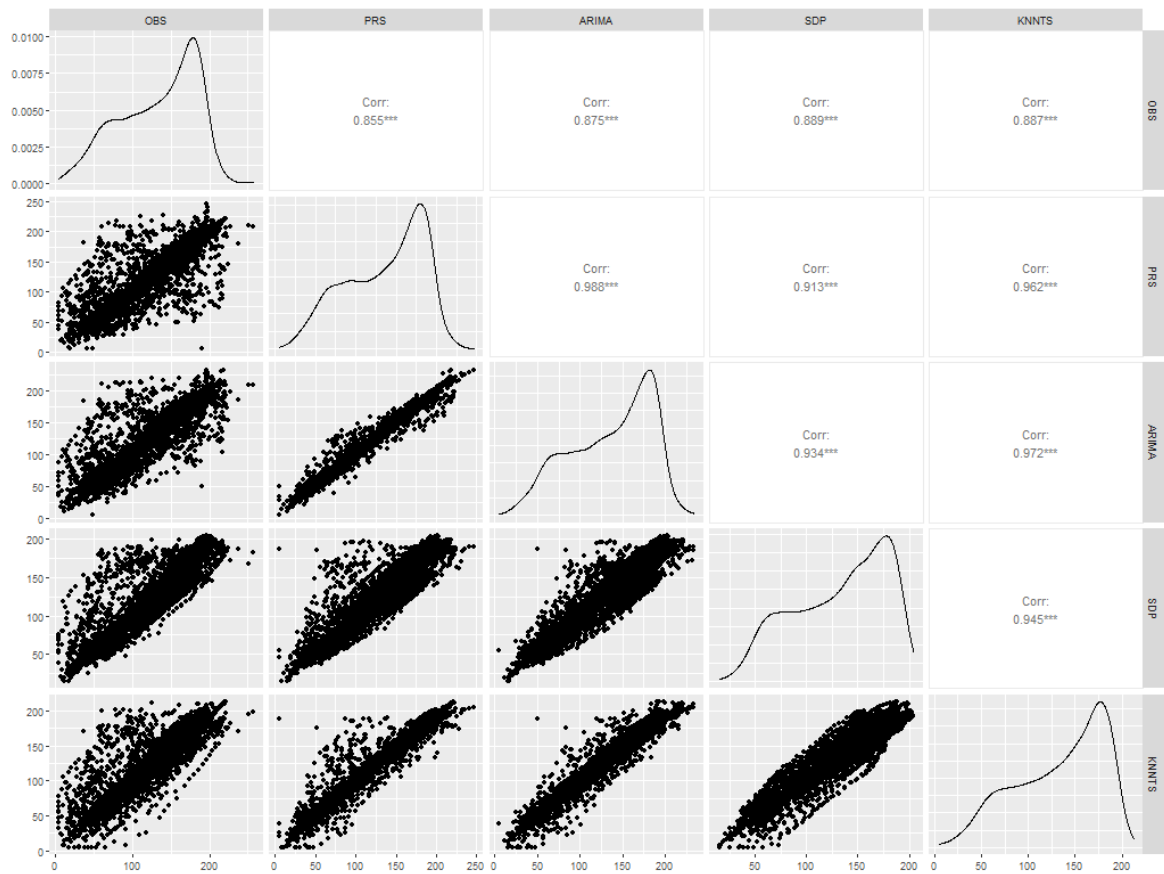 OBS PRS ARIMA SDP KNNTS
0.0100
0.0075
0.0050
0.0025
0.0000
Corr:
0.855***
Corr:
0.875***
Corr:
0.889***
Corr:
0.887***
OBS
250
200
150
100
50
0
Corr:
0.988***
Corr:
0.913***
Corr:
0.962***
PRS
200
150
100
50
0
Corr:
0.934***
Corr:
0.972***
ARIMA
200
150
100
50
Corr:
0.945***
SDP
200
150
100
50
0
KNNTS
0 100 200 0 50 100 150 200 250 0 50 100 150 200 50 100 150 200 0 50 100 150 200